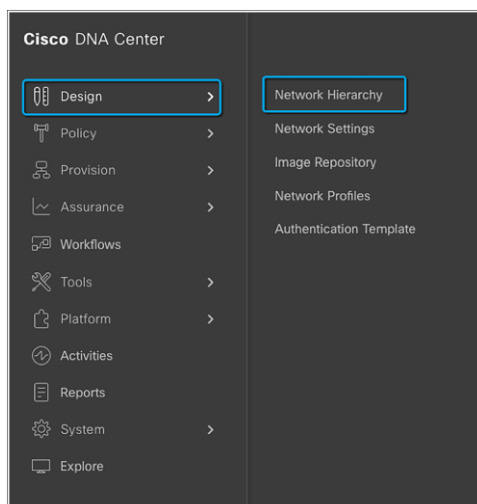 Cisco DNA Center
Design
Policy
Provision
Assurance
Workflows
Tools
Platform
Activities
Reports
System
Explore
Network Hierarchy
Network Settings
Image Repository
Network Profiles
Authentication Template